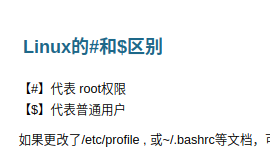 Linux的#和$区别
【#】代表 root权限
【$】代表普通用户
如果更改了/etc/profile , 或~/.bashrc等文档，